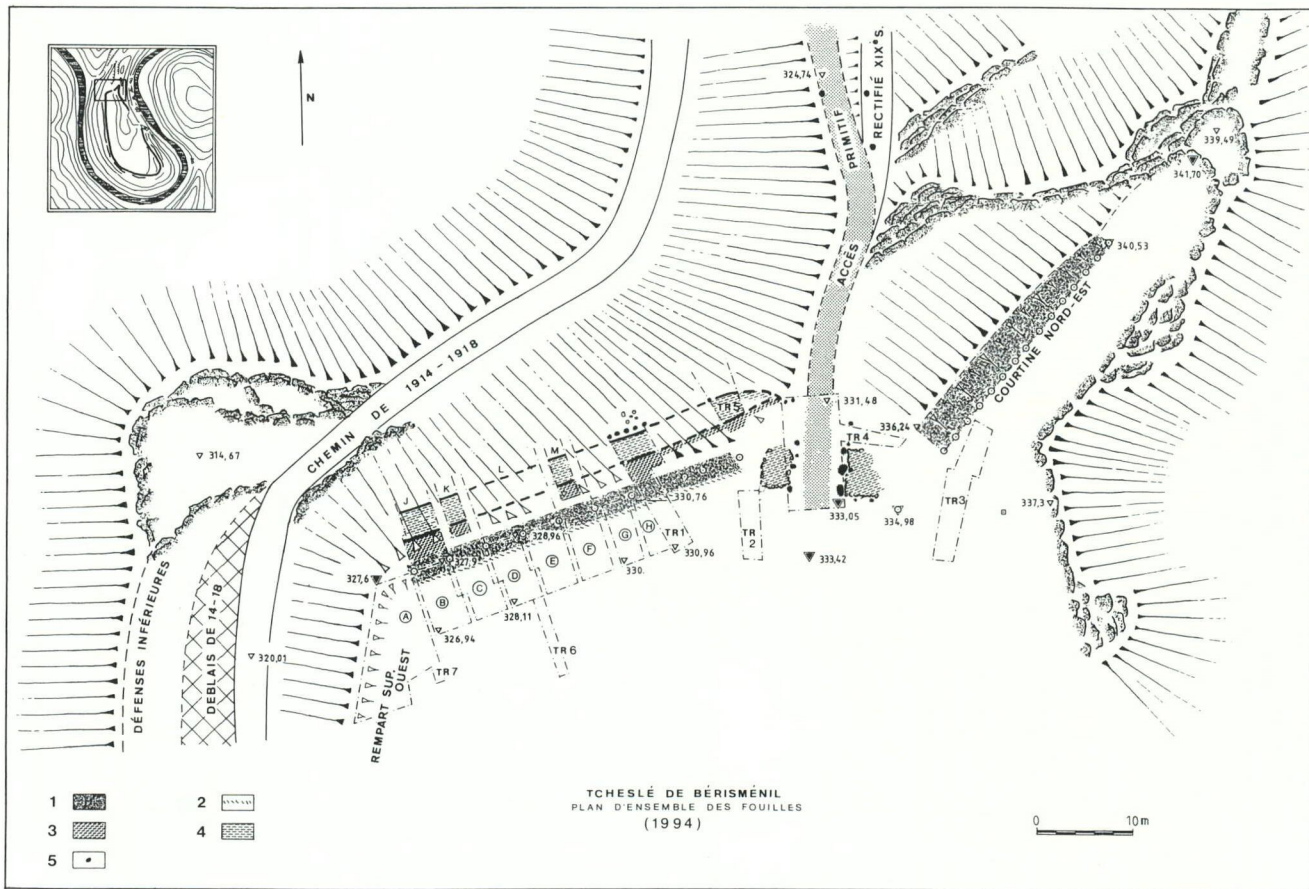 N
324,74
ACCÈS PRIMITIF
RECTIFIÉ XIXᵉ S.
339,49
341,70
340,53
COURTINE NORD-EST
CHEMIN DE 1914-1918
314,67
331,48
336,24
TR5
TR4
M
L
K
J
330,76
TR3
337,3
333,05
334,98
328,96
TR1
TR 2
333,42
327,6
H
G
F
E
D
C
B
A
330,96
330.
328,11
326,94
TR6
TR7
320,01
DÉFENSES INFÉRIEURES
DEBLAIS DE 14-18
REMPART SUP. OUEST
TCHESLÉ DE BÉRISMÉNIL
PLAN D'ENSEMBLE DES FOUILLES
(1994)
1
2
3
4
5
0 10 m